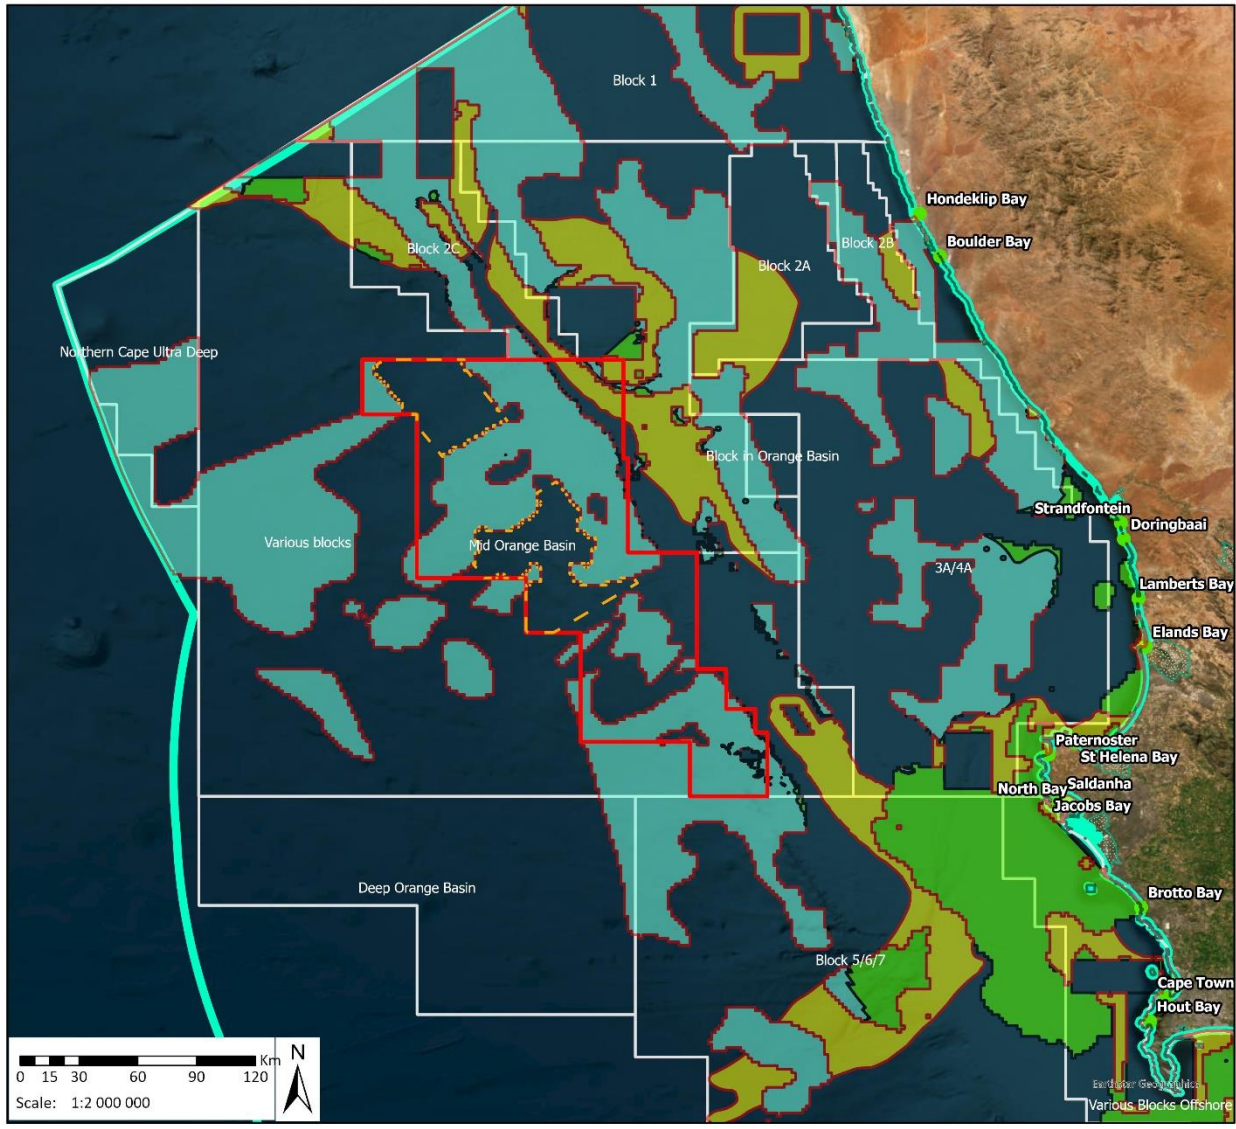 Block 1
Hondeklip Bay
Block 2C
Block 2B
Boulder Bay
Block 2A
Northern Cape Ultra Deep
Block in Orange Basin
Strandfontein
Doringbaai
Various blocks
Mid Orange Basin
3A/4A
Lamberts Bay
Elands Bay
Paternoster
St Helena Bay
North Bay
Saldanha
Jacobs Bay
Deep Orange Basin
Brotto Bay
Block 5/6/7
Cape Town
Hout Bay
Km
N
0 15 30 60 90 120
Scale: 1:2 000 000
Earthstar Geographics
Various Blocks Offshore